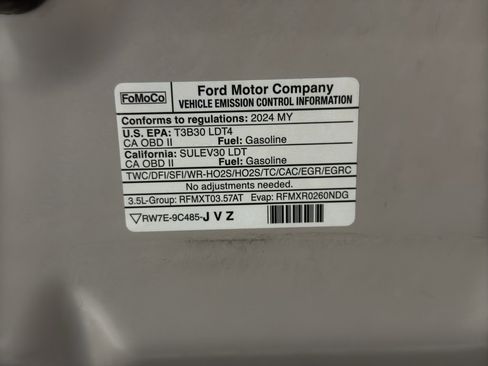 FoMoCo
Ford Motor Company
VEHICLE EMISSION CONTROL INFORMATION
Conforms to regulations: 2024 MY
U.S. EPA: T3B30 LDT4
CA OBD II Fuel: Gasoline
California: SULEV30 LDT
CA OBD II Fuel: Gasoline
TWC/DFI/SFI/WR-HO2S/HO2S/TC/CAC/EGR/EGRC
No adjustments needed.
3.5L-Group: RFMXT03.57AT Evap: RFMXR0260NDG
RW7E-9C485-J V Z